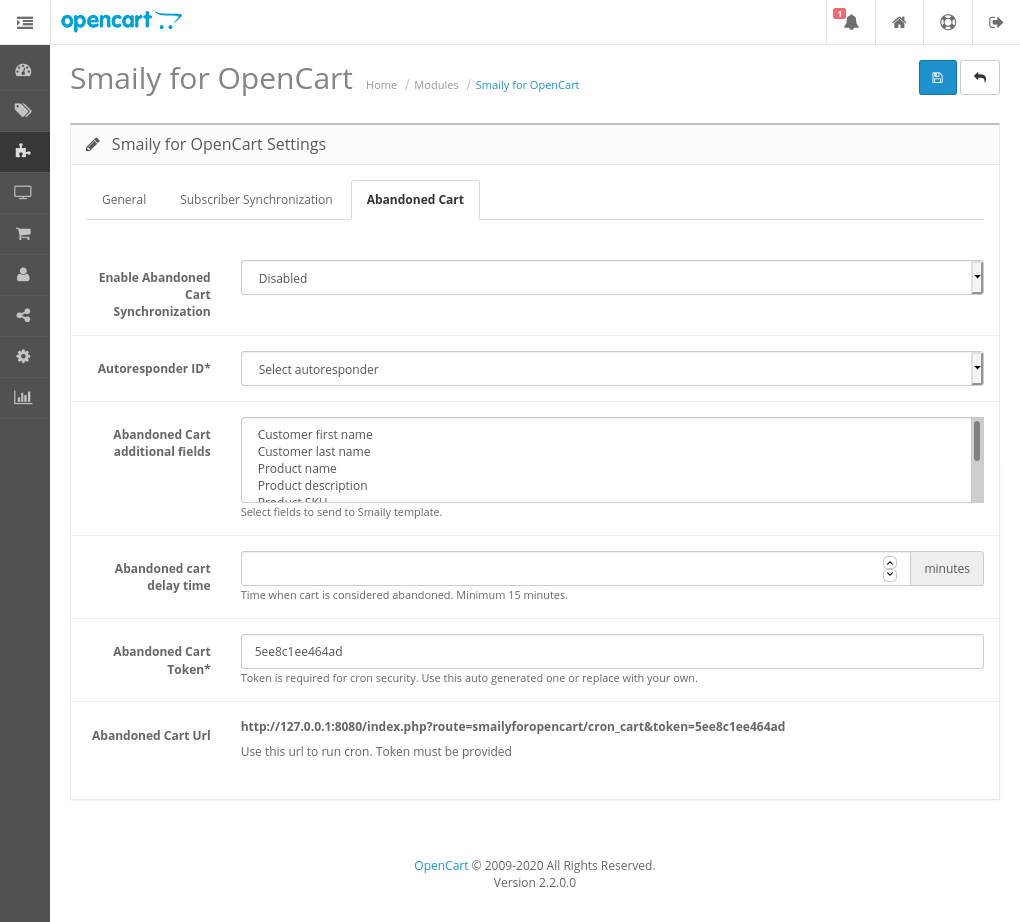 opencart
1
Smaily for OpenCart
Home / Modules / Smaily for OpenCart
Smaily for OpenCart Settings
General Subscriber Synchronization Abandoned Cart
Enable Abandoned
Cart
Synchronization
Disabled
Autoresponder ID*
Select autoresponder
Abandoned Cart
additional fields
Customer first name
Customer last name
Product name
Product description
Product SKU
Select fields to send to Smaily template.
Abandoned cart
delay time
minutes
Time when cart is considered abandoned. Minimum 15 minutes.
Abandoned Cart
Token*
5ee8c1ee464ad
Token is required for cron security. Use this auto generated one or replace with your own.
Abandoned Cart Url
http://127.0.0.1:8080/index.php?route=smailyforopencart/cron_cart&token=5ee8c1ee464ad
Use this url to run cron. Token must be provided
OpenCart © 2009-2020 All Rights Reserved.
Version 2.2.0.0